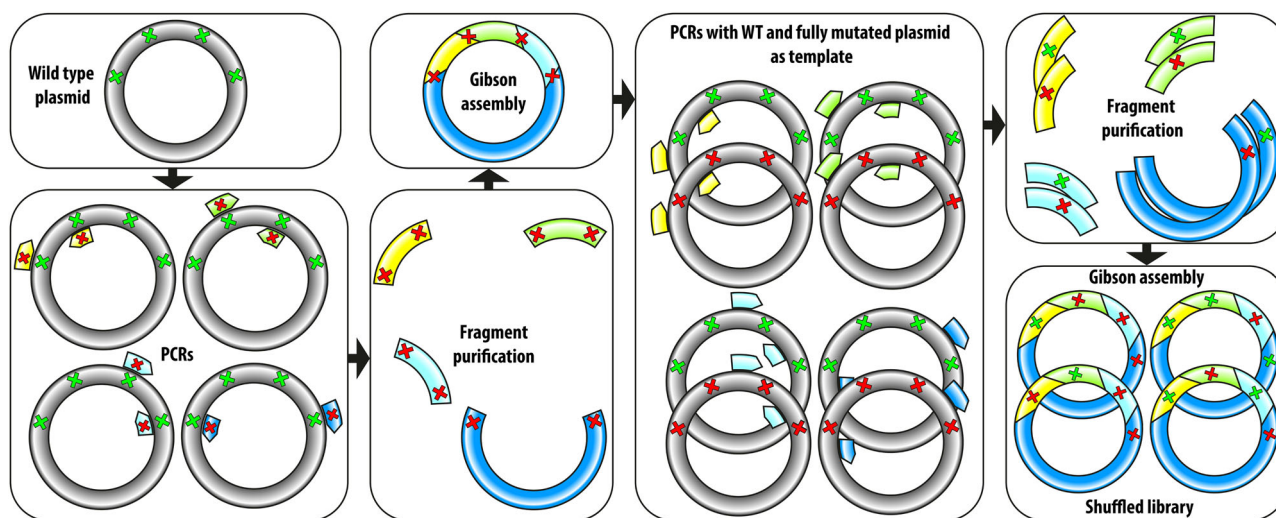 Wild type
plasmid
PCRs
Fragment
purification
Gibson
assembly
PCRs with WT and fully mutated plasmid
as template
Fragment
purification
Gibson assembly
Shuffled library